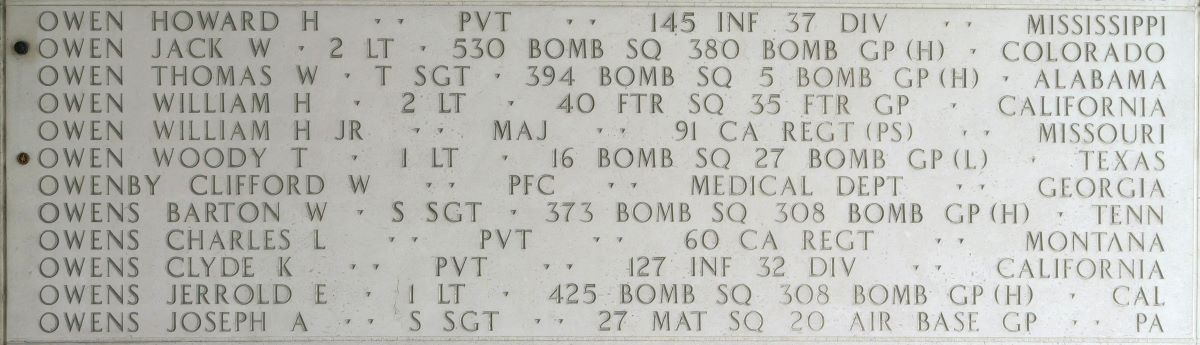 OWEN HOWARD H ' ' PVT ' ' 145 INF 37 DIV ' ' MISSISSIPPI
OWEN JACK W ' 2 LT ' 530 BOMB SQ 380 BOMB GP (H) ' COLORADO
OWEN THOMAS W ' T SGT ' 394 BOMB SQ 5 BOMB GP (H) ' ALABAMA
OWEN WILLIAM H ' 2 LT ' 40 FTR SQ 35 FTR GP ' CALIFORNIA
OWEN WILLIAM H JR ' ' MAJ ' ' 91 CA REGT (PS) ' ' MISSOURI
OWEN WOODY T ' 1 LT ' 16 BOMB SQ 27 BOMB GP (L) ' TEXAS
OWENBY CLIFFORD W ' ' PFC ' ' MEDICAL DEPT ' ' GEORGIA
OWENS BARTON W ' S SGT ' 373 BOMB SQ 308 BOMB GP (H) ' TENN
OWENS CHARLES L ' ' PVT ' ' 60 CA REGT ' ' MONTANA
OWENS CLYDE K ' ' PVT ' ' 127 INF 32 DIV ' ' CALIFORNIA
OWENS JERROLD E ' 1 LT ' 425 BOMB SQ 308 BOMB GP (H) ' CAL
OWENS JOSEPH A ' ' S SGT ' ' 27 MAT SQ 20 AIR BASE GP ' ' PA